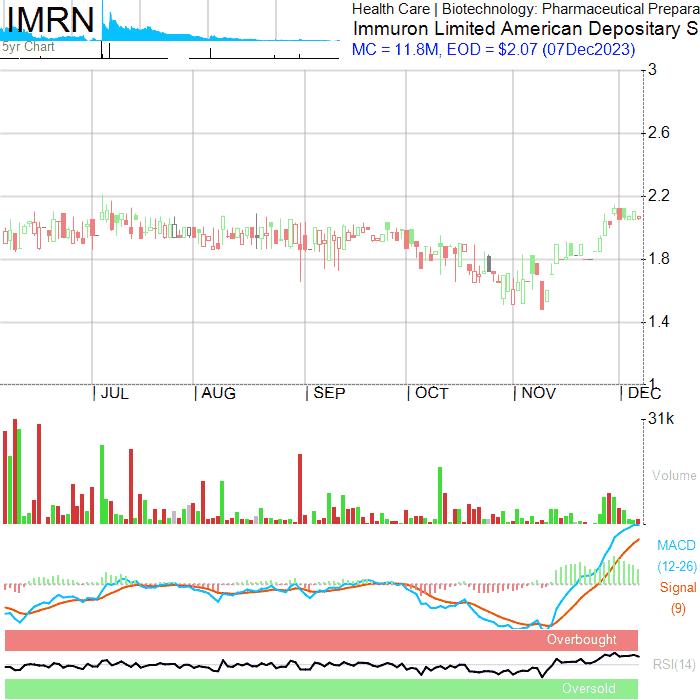 IMRN
5yr Chart
Health Care | Biotechnology: Pharmaceutical Prepara
Immuron Limited American Depositary S
MC = 11.8M, EOD = $2.07 (07Dec2023)
3
2.6
2.2
1.8
1.4
1
| JUL | AUG | SEP | OCT | NOV | DEC
31k
Volume
MACD
(12-26)
Signal
(9)
Overbought
RSI(14)
Oversold